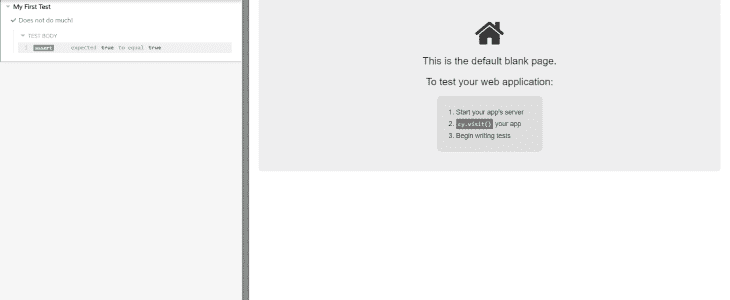 My First Test
Does not do much!
TEST BODY
1 assert expected true to equal true
This is the default blank page.
To test your web application:
1. Start your app's server
2. cy.visit() your app
3. Begin writing tests